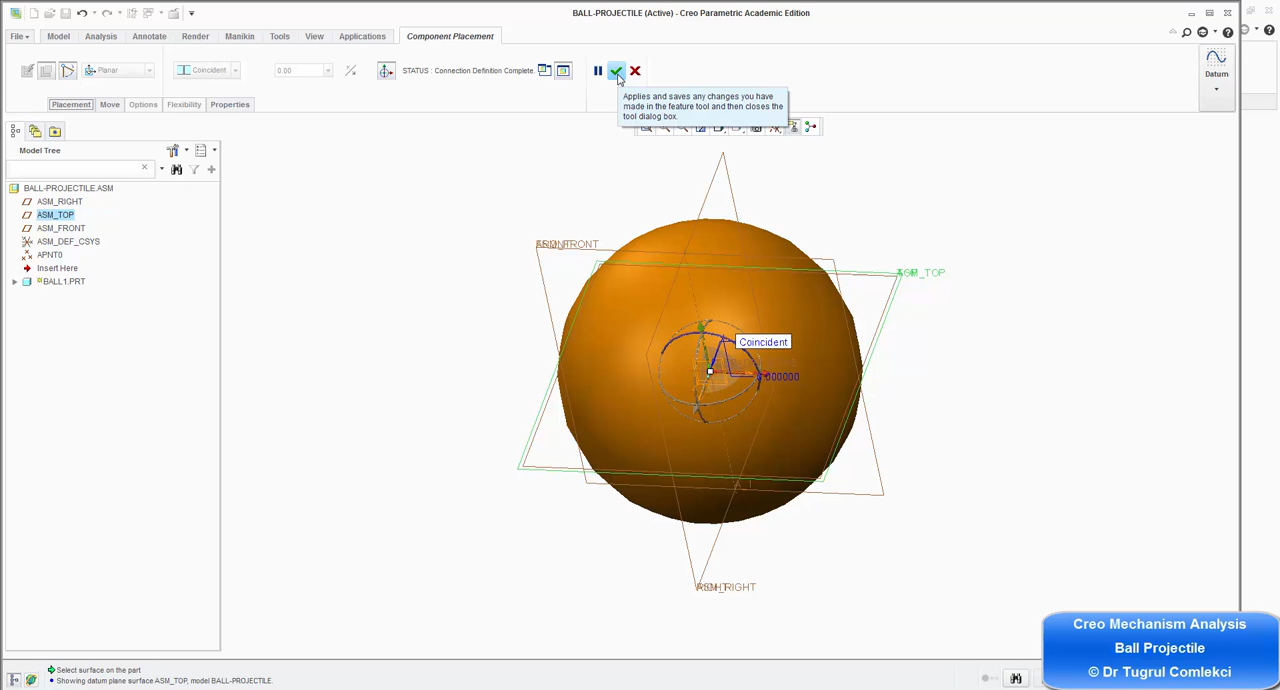 BALL-PROJECTILE (Active) - Creo Parametric Academic Edition
File Model Analysis Annotate Render Manikin Tools View Applications Component Placement
Planar Coincident 0.00 STATUS : Connection Definition Complete.
Datum
Placement Move Options Flexibility Properties
Applies and saves any changes you have
made in the feature tool and then closes the
tool dialog box.
Model Tree
BALL-PROJECTILE.ASM
ASM_RIGHT
ASM_TOP
ASM_FRONT
ASM_DEF_CSYS
APNT0
Insert Here
BALL1.PRT
ASM_TOP
Coincident
Select surface on the part
Showing datum plane surface ASM_TOP, model BALL-PROJECTILE.
Creo Mechanism Analysis
Ball Projectile
© Dr Tugrul Comlekci